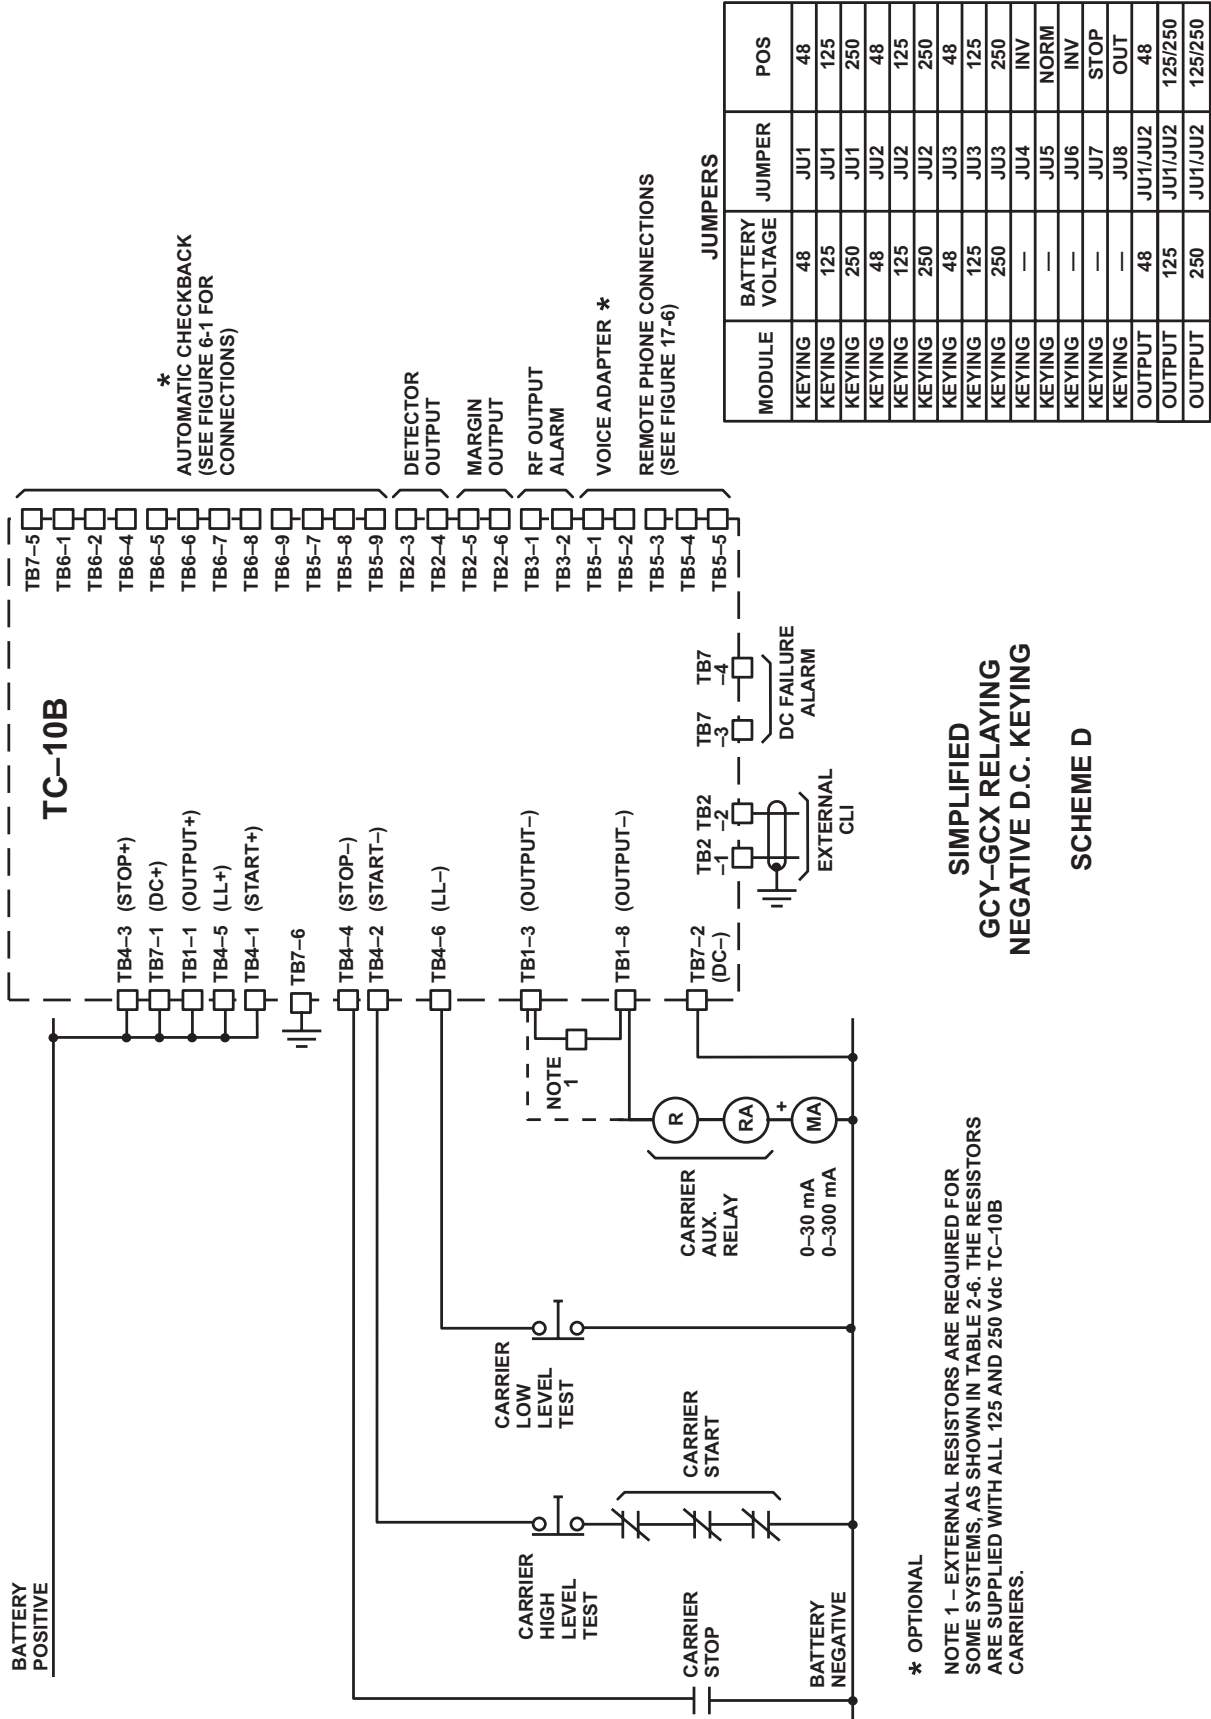 BATTERY
POSITIVE
TC–10B
TB4–3 (STOP+)
TB7–1 (DC+)
TB1–1 (OUTPUT+)
TB4–5 (LL+)
TB4–1 (START+)
TB7–6
TB4–4 (STOP–)
TB4–2 (START–)
TB4–6 (LL–)
TB1–3 (OUTPUT–)
TB1–8 (OUTPUT–)
TB7–2
(DC–)
TB7–5
TB6–1
TB6–2
TB6–4
TB6–5
TB6–6
TB6–7
TB6–8
TB6–9
TB5–7
TB5–8
TB5–9
TB2–3
TB2–4
TB2–5
TB2–6
TB3–1
TB3–2
TB5–1
TB5–2
TB5–3
TB5–4
TB5–5
*
AUTOMATIC CHECKBACK
(SEE FIGURE 6-1 FOR
CONNECTIONS)
DETECTOR
OUTPUT
MARGIN
OUTPUT
RF OUTPUT
ALARM
VOICE ADAPTER *
REMOTE PHONE CONNECTIONS
(SEE FIGURE 17-6)
TB2
–1
TB2
–2
EXTERNAL
CLI
TB7
–3
TB7
–4
DC FAILURE
ALARM
NOTE
1
R
RA
+
MA
CARRIER
AUX.
RELAY
0–30 mA
0–300 mA
CARRIER
LOW
LEVEL
TEST
CARRIER
HIGH
LEVEL
TEST
CARRIER
START
CARRIER
STOP
BATTERY
NEGATIVE
* OPTIONAL
NOTE 1 – EXTERNAL RESISTORS ARE REQUIRED FOR
SOME SYSTEMS, AS SHOWN IN TABLE 2-6. THE RESISTORS
ARE SUPPLIED WITH ALL 125 AND 250 Vdc TC–10B
CARRIERS.
SIMPLIFIED
GCY–GCX RELAYING
NEGATIVE D.C. KEYING
SCHEME D
JUMPERS
MODULE BATTERY VOLTAGE JUMPER POS
KEYING 48 JU1 48
KEYING 125 JU1 125
KEYING 250 JU1 250
KEYING 48 JU2 48
KEYING 125 JU2 125
KEYING 250 JU2 250
KEYING 48 JU3 48
KEYING 125 JU3 125
KEYING 250 JU3 250
KEYING — JU4 INV
KEYING — JU5 NORM
KEYING — JU6 INV
KEYING — JU7 STOP
KEYING — JU8 OUT
OUTPUT 48 JU1/JU2 48
OUTPUT 125 JU1/JU2 125/250
OUTPUT 250 JU1/JU2 125/250